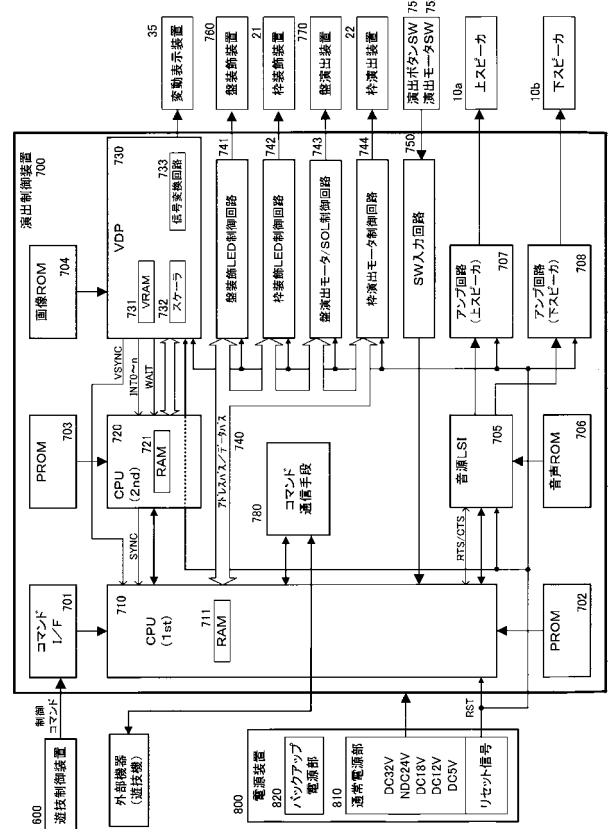 演出制御装置
700
600
遊技制御装置
制御
コマンド
コマンド
I/F
701
PROM
703
画像ROM
704
710
CPU
(1st)
711
RAM
720
CPU
(2nd)
721
RAM
SYNC
VSYNC
INT0～n
WAIT
730
VDP
731
VRAM
732
スケーラ
733
信号変換回路
35
変動表示装置
740
アドレスバス／データバス
741
盤装飾LED制御回路
760
盤装飾装置
742
枠装飾LED制御回路
21
枠装飾装置
743
盤演出モータ/SOL制御回路
770
盤演出装置
744
枠演出モータ制御回路
22
枠演出装置
750
SW入力回路
75
75
演出ボタンSW
演出モータSW
780
コマンド
通信手段
外部機器
(遊技機)
RTS/CTS
音源LSI
705
音声ROM
706
PROM
702
アンプ回路
(上スピーカ)
707
10a
上スピーカ
アンプ回路
(下スピーカ)
708
10b
下スピーカ
800
電源装置
820
バックアップ
電源部
810
通常電源部
DC32V
NDC24V
DC18V
DC12V
DC5V
リセット信号
RST